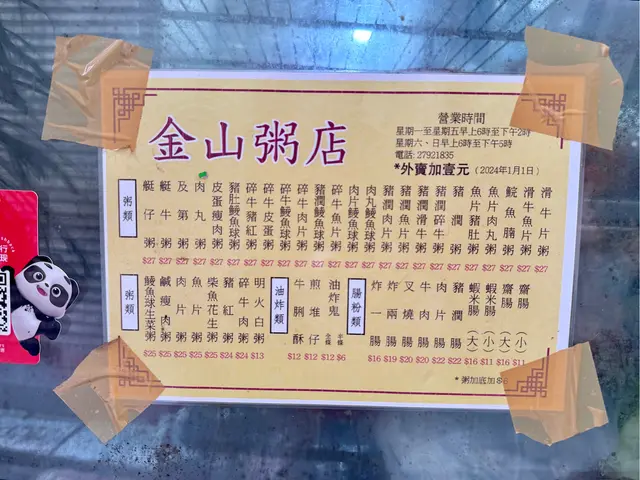 金山粥店
營業時間
星期一至星期五早上6時至下午2時
星期六、日早上6時至下午5時
電話: 27921835
*外賣加壹元 (2024年1月1日)
粥類
艇仔粥 $27
艇牛粥 $27
及第粥 $27
肉丸粥 $27
皮蛋瘦肉粥 $27
豬肚鯪魚球粥 $27
碎牛豬紅粥 $27
碎牛皮蛋粥 $27
碎牛鯪魚球粥 $27
碎牛肉片粥 $27
豬潤鯪魚球粥 $27
碎牛魚片粥 $27
肉片鯪魚球粥 $27
肉丸鯪魚球粥 $27
豬潤肉片粥 $27
豬潤滑牛粥 $27
豬潤魚片粥 $27
豬潤粥 $27
魚片豬肚粥 $27
魚片肉丸粥 $27
鯇魚腩粥 $27
滑牛魚片粥 $27
滑牛粥 $27
粥類
鯪魚球生菜粥 $25
鹹瘦肉粥 $25
肉片粥 $25
魚片粥 $25
柴魚花生粥 $25
豬紅粥 $24
碎牛肉粥 $24
明火白粥 $13
油炸類
牛脷酥 $12
煎堆仔 $12
油炸鬼 $12 $6
腸粉類
炸一腸 $16
炸兩腸 $19
叉燒腸 $20
牛肉腸 $20
肉片腸 $22
豬潤腸 $22
蝦米腸(大) $16
蝦米腸(小) $11
齋腸(大) $16
齋腸(小) $11
*粥加底加$8